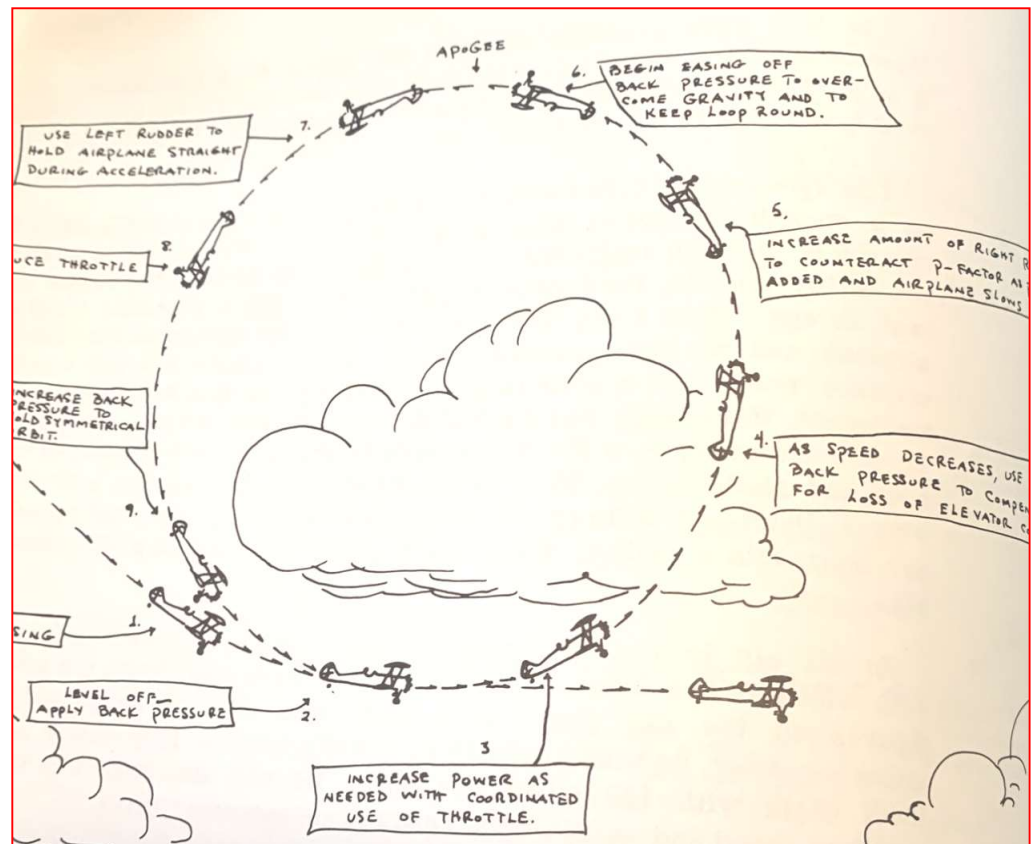 APOGEE
6.
BEGIN EASING OFF
BACK PRESSURE TO OVER-
COME GRAVITY AND TO
KEEP LOOP ROUND.
7.
USE LEFT RUDDER TO
HOLD AIRPLANE STRAIGHT
DURING ACCELERATION.
5.
INCREASE AMOUNT OF RIGHT R
TO COUNTERACT P-FACTOR AS
ADDED AND AIRPLANE SLOWS
8.
UCE THROTTLE
NCREASE BACK
PRESSURE TO
OLD SYMMETRICAL
RBIT.
4.
AS SPEED DECREASES, USE
BACK PRESSURE TO COMPEN
FOR LOSS OF ELEVATOR C
9.
1.
SING
LEVEL OFF—
APPLY BACK PRESSURE
2.
3
INCREASE POWER AS
NEEDED WITH COORDINATED
USE OF THROTTLE.